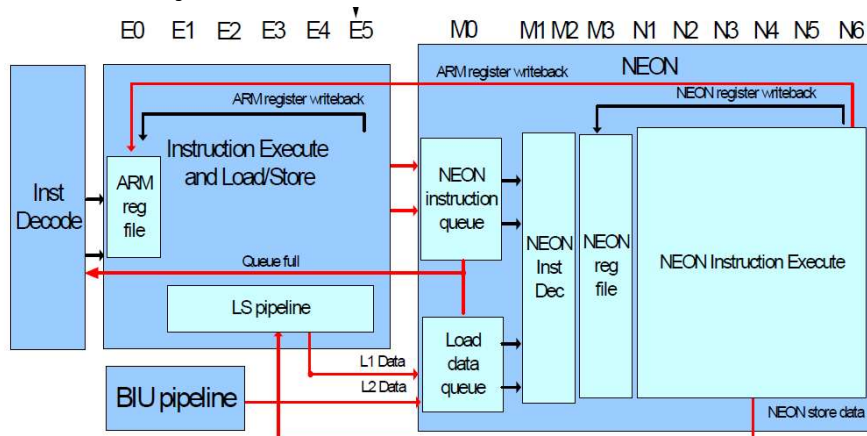 E0 E1 E2 E3 E4 E5 M0 M1 M2 M3 N1 N2 N3 N4 N5 N6
ARM register writeback
NEON
ARM register writeback
NEON register writeback
Inst
Decode
ARM
reg
file
Instruction Execute
and Load/Store
NEON
instruction
queue
NEON
Inst
Dec
NEON
reg
file
NEON Instruction Execute
Queue full
LS pipeline
Load
data
queue
L1 Data
L2 Data
BIU pipeline
NEON store data